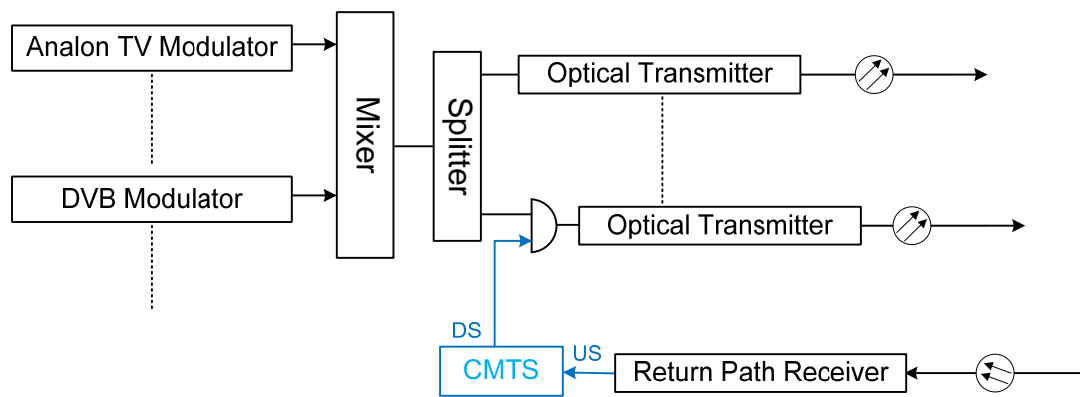 Analon TV Modulator
Mixer
Splitter
Optical Transmitter
DVB Modulator
Optical Transmitter
DS
CMTS
US
Return Path Receiver